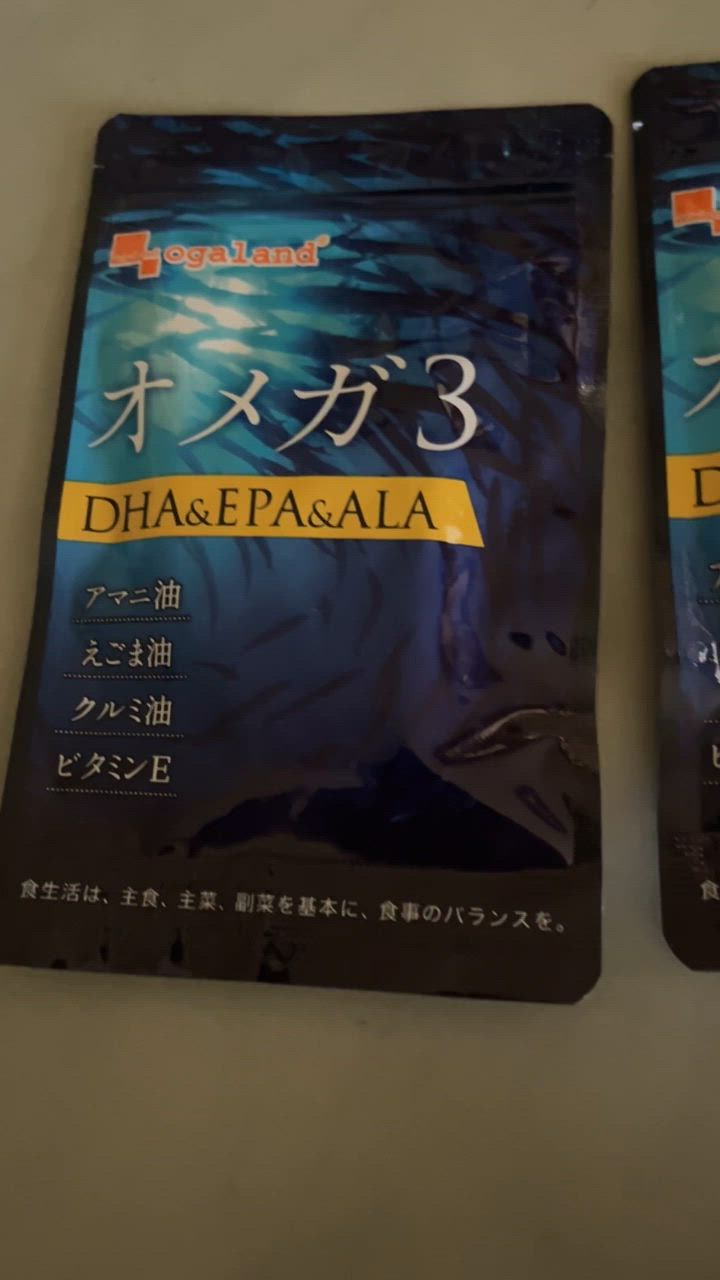 ogaland
オメガ3
DHA&EPA&ALA
アマニ油
えごま油
クルミ油
ビタミンE
食生活は、主食、主菜、副菜を基本に、食事のバランスを。
D
食